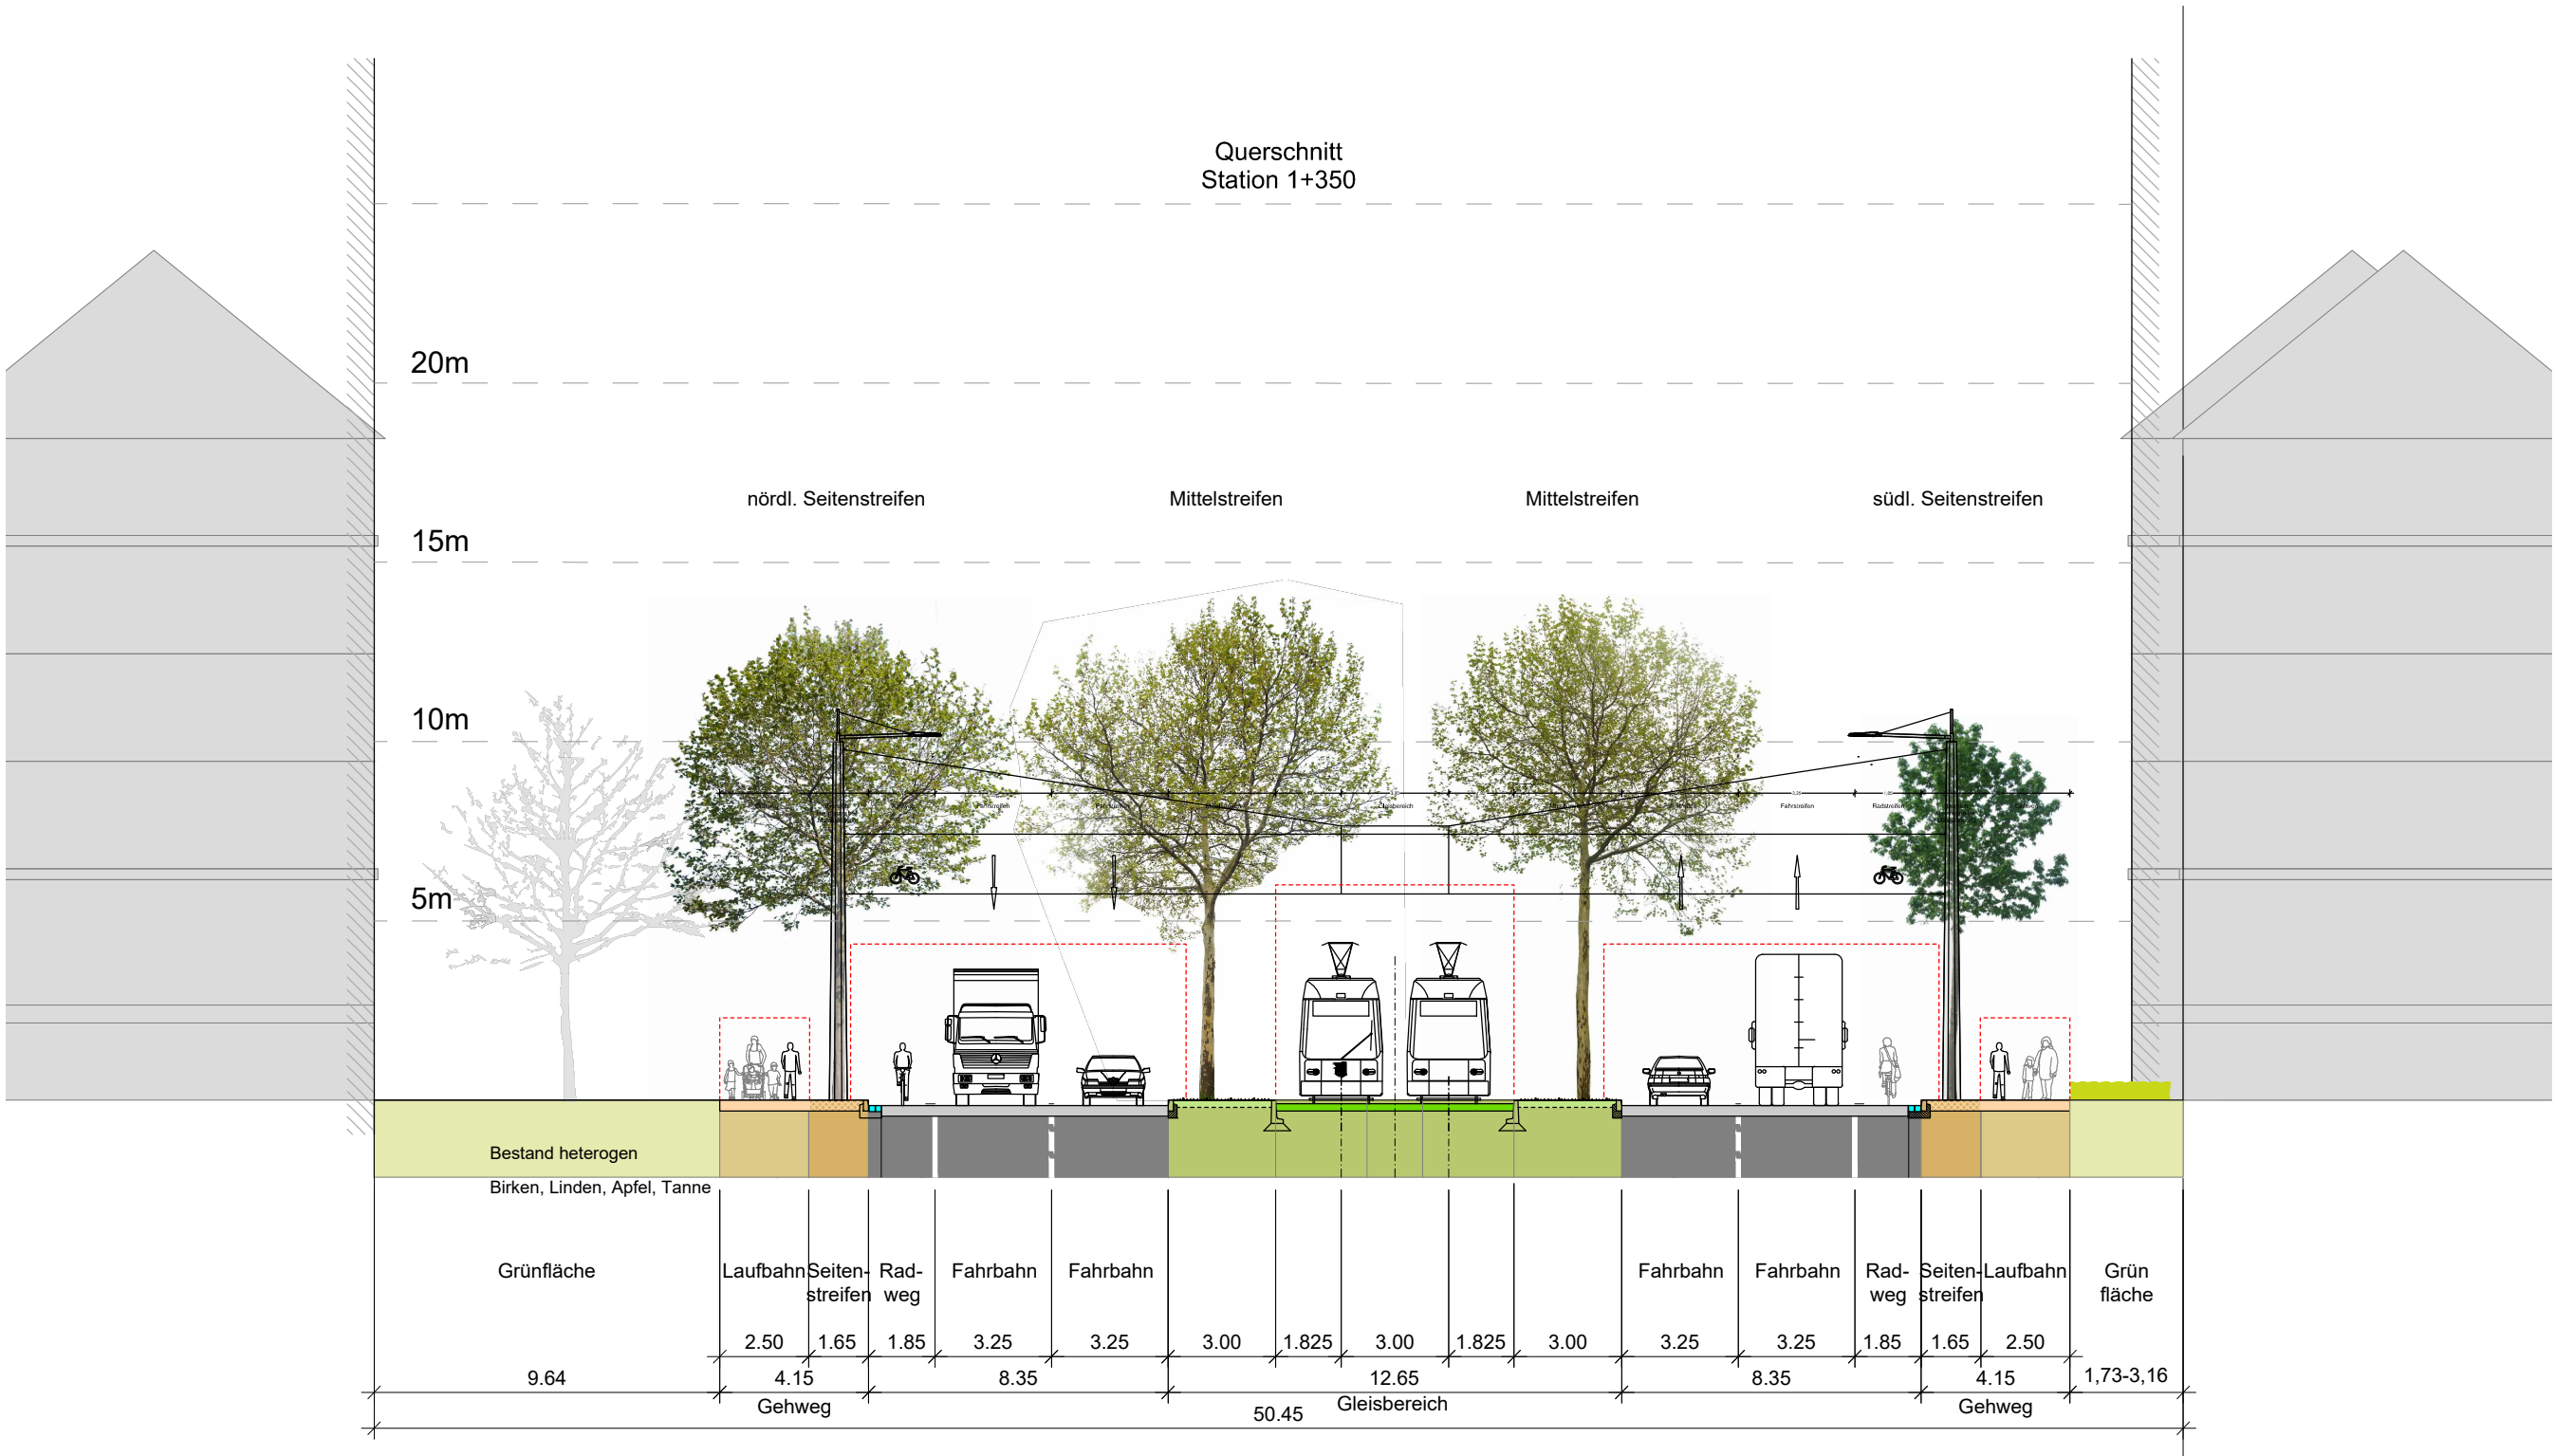 Querschnitt
Station 1+350
20m
nördl. Seitenstreifen Mittelstreifen Mittelstreifen südl. Seitenstreifen
15m
10m
Fahrstreifen Gleisbereich Fahrstreifen Radstreifen
5m
Bestand heterogen
Birken, Linden, Apfel, Tanne
Grünfläche Laufbahn Seiten- Rad- Fahrbahn Fahrbahn Fahrbahn Fahrbahn Rad- Seiten- Laufbahn Grün
streifen weg weg streifen fläche
2.50 1.65 1.85 3.25 3.25 3.00 1.825 3.00 1.825 3.00 3.25 3.25 1.85 1.65 2.50
9.64 4.15 8.35 12.65 8.35 4.15 1,73-3,16
Gehweg Gleisbereich Gehweg
50.45